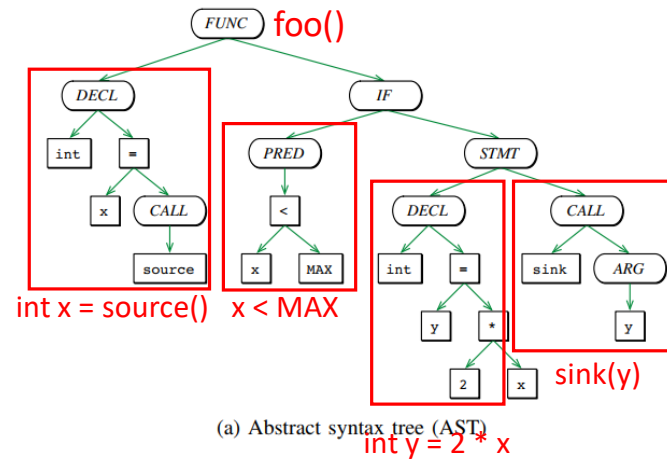 FUNC foo()
DECL IF
int = PRED STMT
x CALL < DECL CALL
source x MAX int = sink ARG
int x = source() x < MAX y * y
2 x sink(y)
(a) Abstract syntax tree (AST)
int y = 2 * x